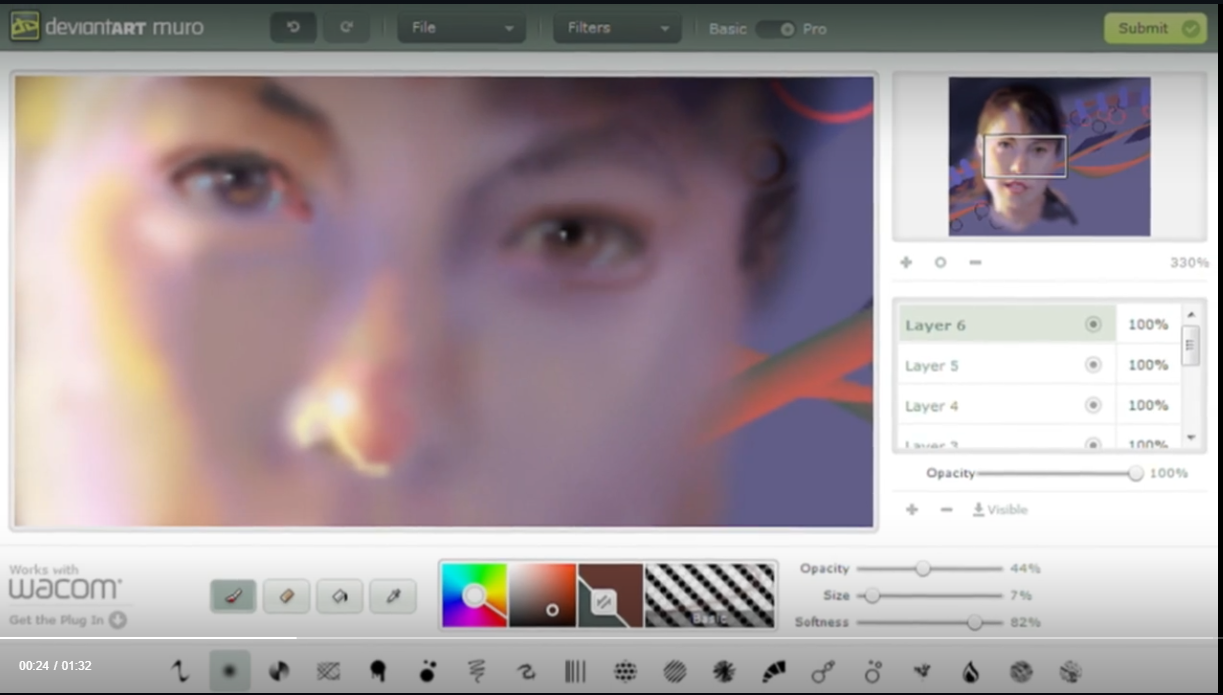 deviantART muro
File
Filters
Basic
Pro
Submit
330%
Layer 6
100%
Layer 5
100%
Layer 4
100%
Layer 3
100%
Opacity
100%
Visible
Works with
wacom
Get the Plug In
Basic
Opacity
44%
Size
7%
Softness
82%
00:24 / 01:32